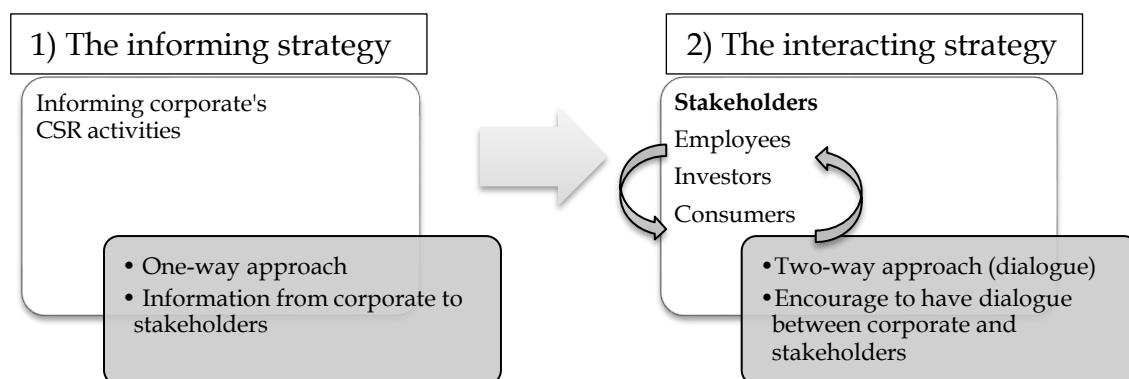 1) The informing strategy
Informing corporate's
CSR activities
• One-way approach
• Information from corporate to
stakeholders
2) The interacting strategy
Stakeholders
Employees
Investors
Consumers
•Two-way approach (dialogue)
•Encourage to have dialogue
between corporate and
stakeholders